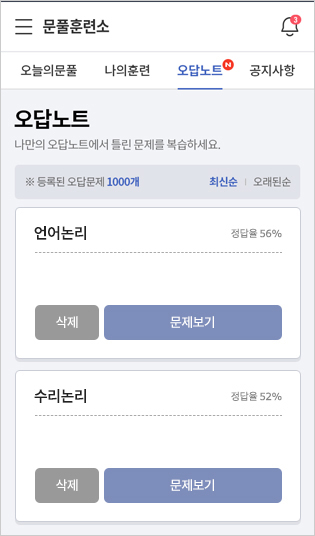 문풀훈련소
3
오늘의문풀 나의훈련 오답노트 N 공지사항
오답노트
나만의 오답노트에서 틀린 문제를 복습하세요.
※ 등록된 오답문제 1000개 최신순 | 오래된순
언어논리 정답율 56%
삭제 문제보기
수리논리 정답율 52%
삭제 문제보기